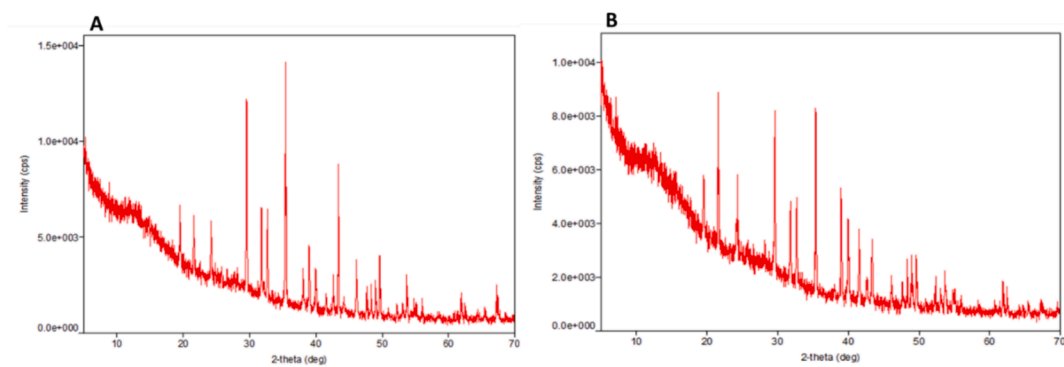 A
1.5e+004
1.0e+004
5.0e+003
0.0e+000
Intensity (cps)
10 20 30 40 50 60 70
2-theta (deg)
B
1.0e+004
8.0e+003
6.0e+003
4.0e+003
2.0e+003
0.0e+000
Intensity (cps)
10 20 30 40 50 60 70
2-theta (deg)